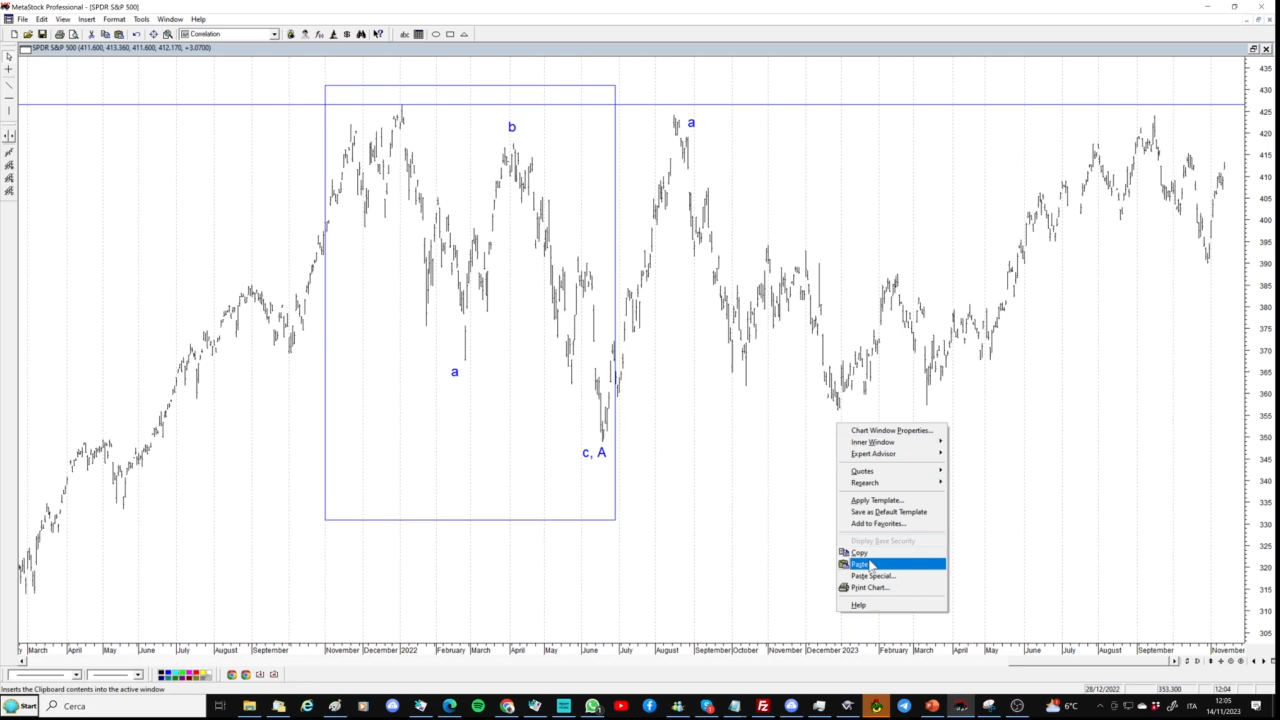 MetaStock Professional - [SPDR S&P 500]
File Edit View Insert Format Tools Window Help
Correlation
abc
SPDR S&P 500 (411.600, 413.360, 411.600, 412.170, +3.0700)
435
430
425
420
415
410
405
400
395
390
385
380
375
370
365
360
355
350
345
340
335
330
325
320
315
310
305
b
a
a
c, A
Chart Window Properties...
Inner Window
Expert Advisor
Quotes
Research
Apply Template...
Save as Default Template
Add to Favorites...
Display Base Security
Copy
Paste
Paste Special...
Print Chart...
Help
y March April May June July August September November December 2022 February March April May June July August September October November December 2023 February March April May June July August September November
Inserts the Clipboard contents into the active window
28/12/2022 353.300 12:04
Start Cerca 6°C ITA 12:05
14/11/2023